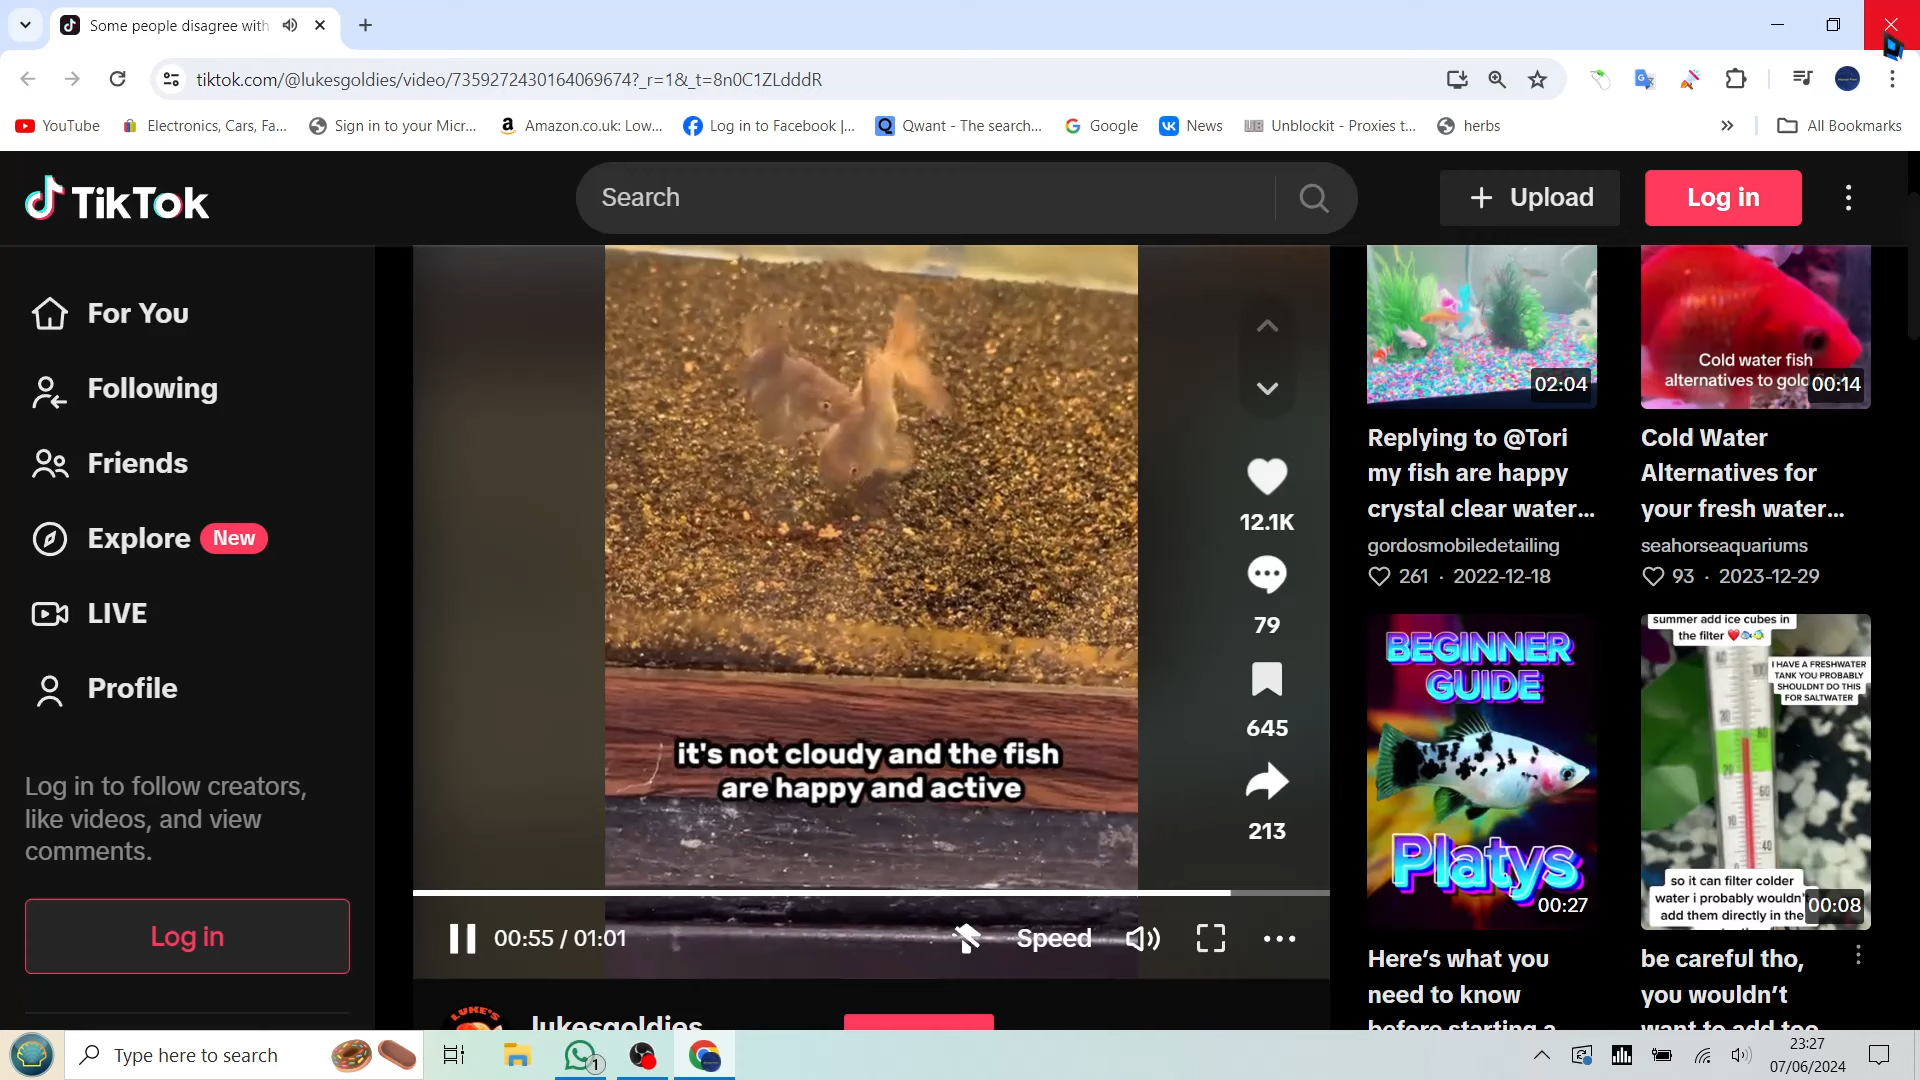 Some people disagree with
tiktok.com/@lukesgoldies/video/7359272430164069674?_r=1&_t=8n0C1ZLdddR
YouTube
Electronics, Cars, Fa...
Sign in to your Micr...
Amazon.co.uk: Low...
Log in to Facebook |...
Qwant - The search...
Google
News
Unblockit - Proxies t...
herbs
All Bookmarks
TikTok
Search
Upload
Log in
For You
Following
Friends
Explore New
LIVE
Profile
Log in to follow creators,
like videos, and view
comments.
Log in
it's not cloudy and the fish
are happy and active
12.1K
79
645
213
00:55 / 01:01
Speed
LUKE'S
lukesgoldies
02:04
Replying to @Tori
my fish are happy
crystal clear water...
gordosmobiledetailing
261 · 2022-12-18
Cold water fish
alternatives to gold
00:14
Cold Water
Alternatives for
your fresh water...
seahorseaquariums
93 · 2023-12-29
BEGINNER
GUIDE
Platys
00:27
Here's what you
need to know
before starting a
summer add ice cubes in
the filter
I HAVE A FRESHWATER
TANK YOU PROBABLY
SHOULDNT DO THIS
FOR SALTWATER
so it can filter colder
water i probably wouldn'
add them directly in the
00:08
be careful tho,
you wouldn't
want to add too
Type here to search
1
23:27
07/06/2024